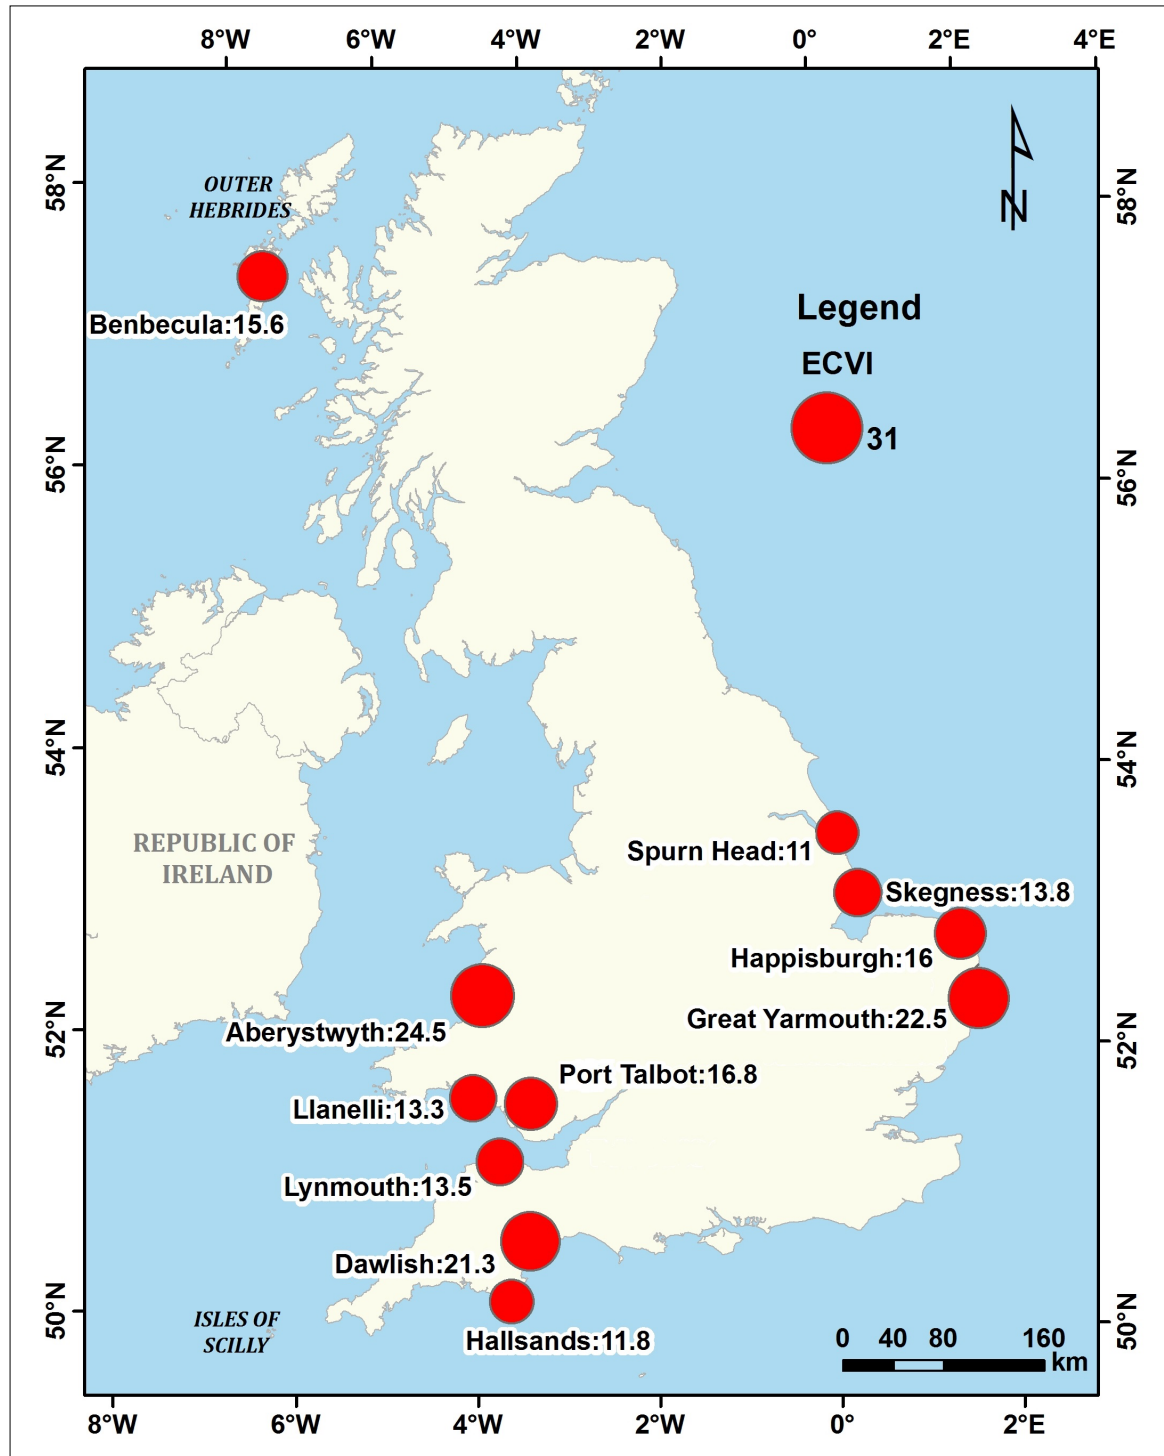 8°W 6°W 4°W 2°W 0° 2°E 4°E
58°N
58°N
OUTER
HEBRIDES
N
Benbecula:15.6
Legend
ECVI
31
56°N
56°N
54°N
54°N
REPUBLIC OF
IRELAND
Spurn Head:11
Skegness:13.8
Happisburgh:16
Great Yarmouth:22.5
Aberystwyth:24.5
52°N
52°N
Port Talbot:16.8
Llanelli:13.3
Lynmouth:13.5
Dawlish:21.3
Hallsands:11.8
50°N
50°N
ISLES OF
SCILLY
0 40 80 160
km
8°W 6°W 4°W 2°W 0° 2°E